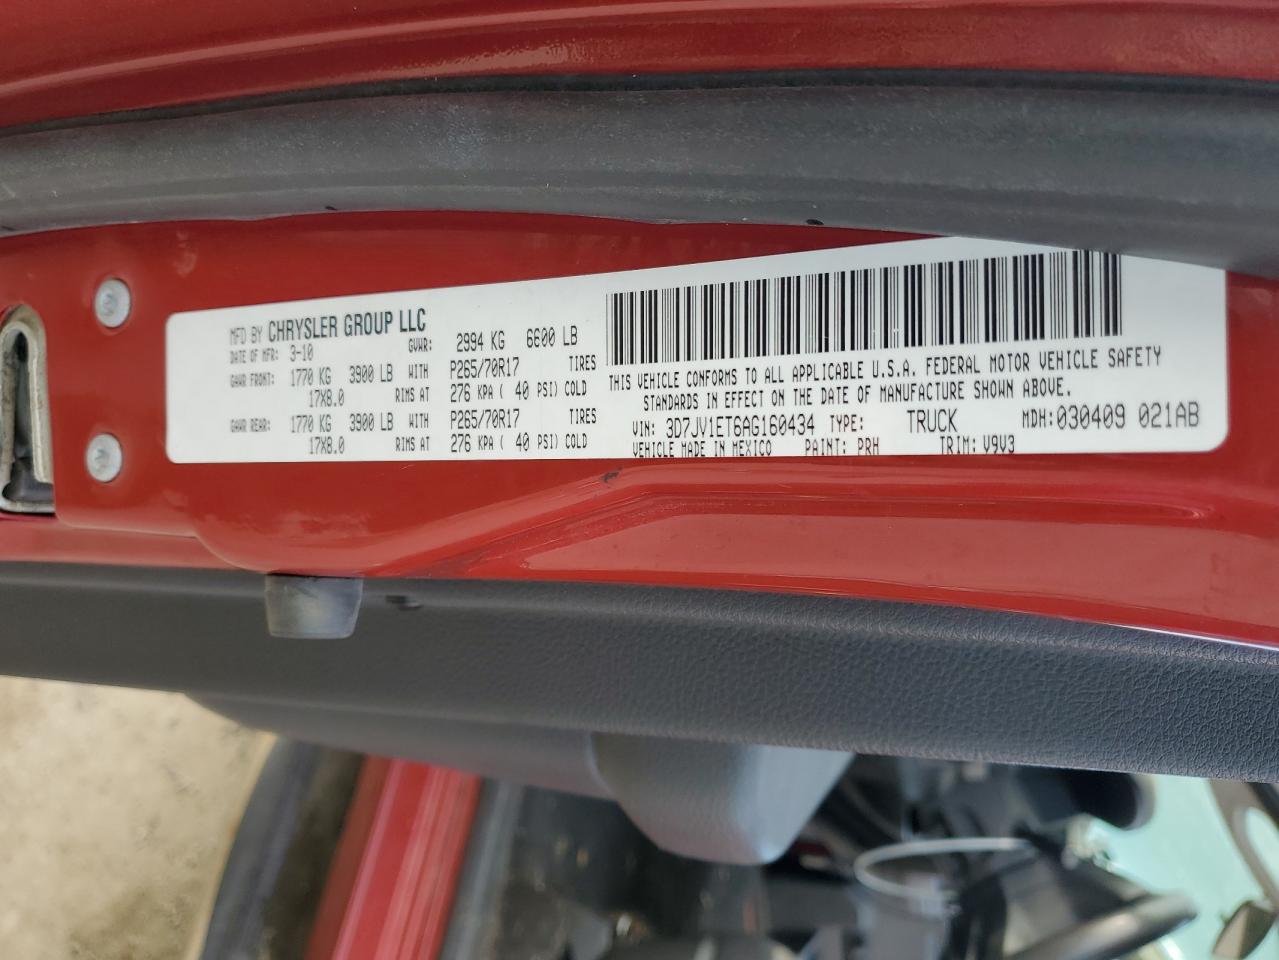 MFD BY CHRYSLER GROUP LLC
DATE OF MFR: 3-10 GVWR: 2994 KG 6600 LB
GAWR FRONT: 1770 KG 3900 LB WITH P265/70R17 TIRES
17X8.0 RIMS AT 276 KPA ( 40 PSI) COLD
GAWR REAR: 1770 KG 3900 LB WITH P265/70R17 TIRES
17X8.0 RIMS AT 276 KPA ( 40 PSI) COLD
THIS VEHICLE CONFORMS TO ALL APPLICABLE U.S.A. FEDERAL MOTOR VEHICLE SAFETY
STANDARDS IN EFFECT ON THE DATE OF MANUFACTURE SHOWN ABOVE.
VIN: 3D7JV1ET6AG160434 TYPE: TRUCK MDH:030409 021AB
VEHICLE MADE IN MEXICO PAINT: PRH TRIM: V9V3